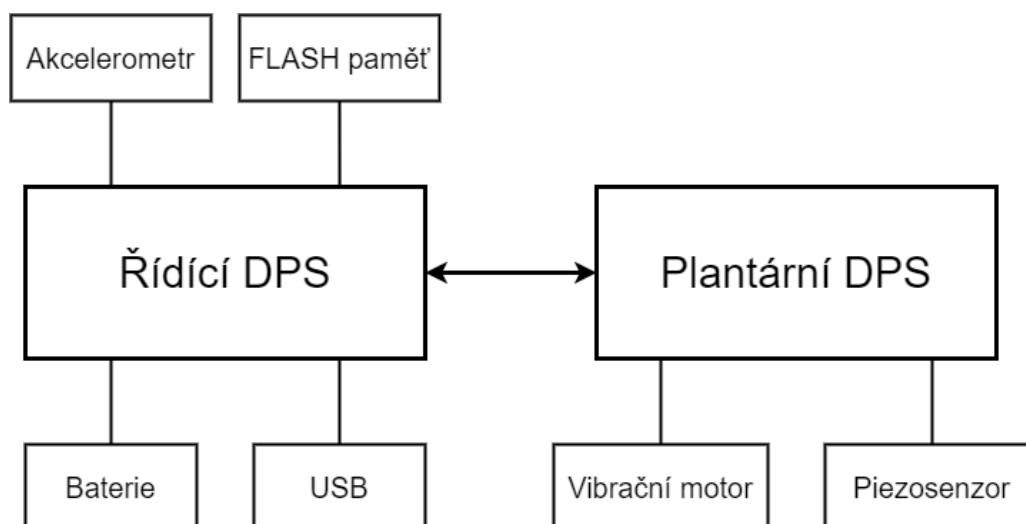 Akcelerometr
FLASH paměť
Řídící DPS
Plantární DPS
Baterie
USB
Vibrační motor
Piezosenzor